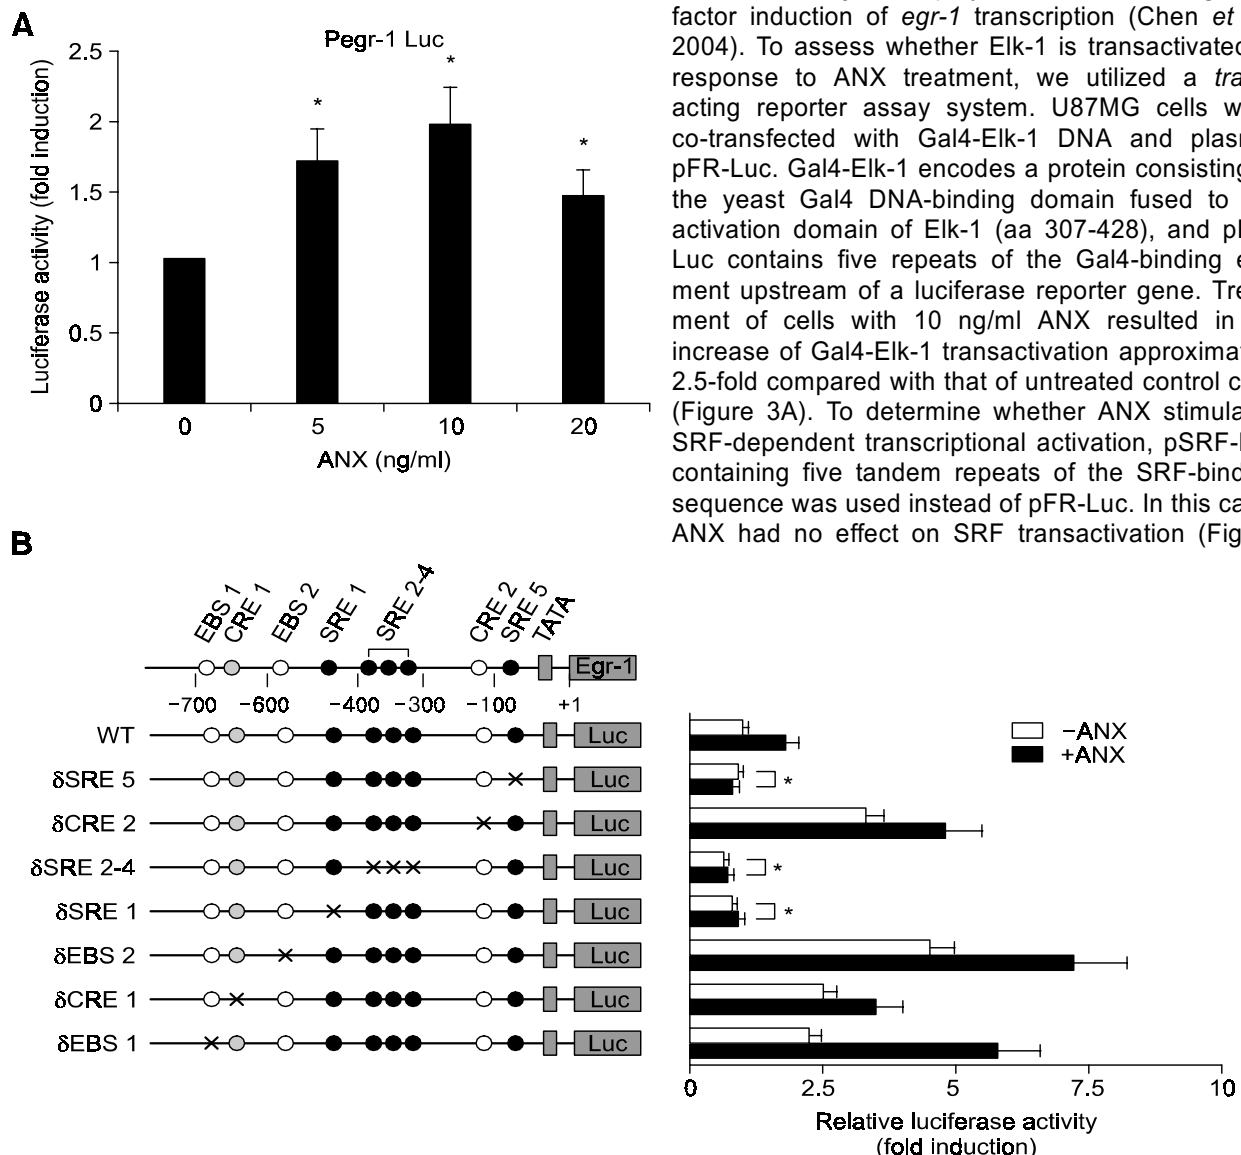 A
Pegr-1 Luc
2.5
2
1.5
1
0.5
0
Luciferase activity (fold induction)
* * *
0 5 10 20
ANX (ng/ml)
factor induction of egr-1 transcription (Chen et
2004). To assess whether Elk-1 is transactivated
response to ANX treatment, we utilized a tra
acting reporter assay system. U87MG cells w
co-transfected with Gal4-Elk-1 DNA and plasm
pFR-Luc. Gal4-Elk-1 encodes a protein consisting
the yeast Gal4 DNA-binding domain fused to
activation domain of Elk-1 (aa 307-428), and pF
Luc contains five repeats of the Gal4-binding e
ment upstream of a luciferase reporter gene. Tre
ment of cells with 10 ng/ml ANX resulted in
increase of Gal4-Elk-1 transactivation approximat
2.5-fold compared with that of untreated control c
(Figure 3A). To determine whether ANX stimula
SRF-dependent transcriptional activation, pSRF-L
containing five tandem repeats of the SRF-bind
sequence was used instead of pFR-Luc. In this ca
ANX had no effect on SRF transactivation (Fig
B
EBS 1 CRE 1 EBS 2 SRE 1 SRE 2-4 CRE 2 SRE 5 TATA
Egr-1
−700 −600 −400 −300 −100 +1
WT Luc
δSRE 5 Luc
δCRE 2 Luc
δSRE 2-4 Luc
δSRE 1 Luc
δEBS 2 Luc
δCRE 1 Luc
δEBS 1 Luc
−ANX
+ANX
*
*
*
0 2.5 5 7.5 10
Relative luciferase activity
(fold induction)